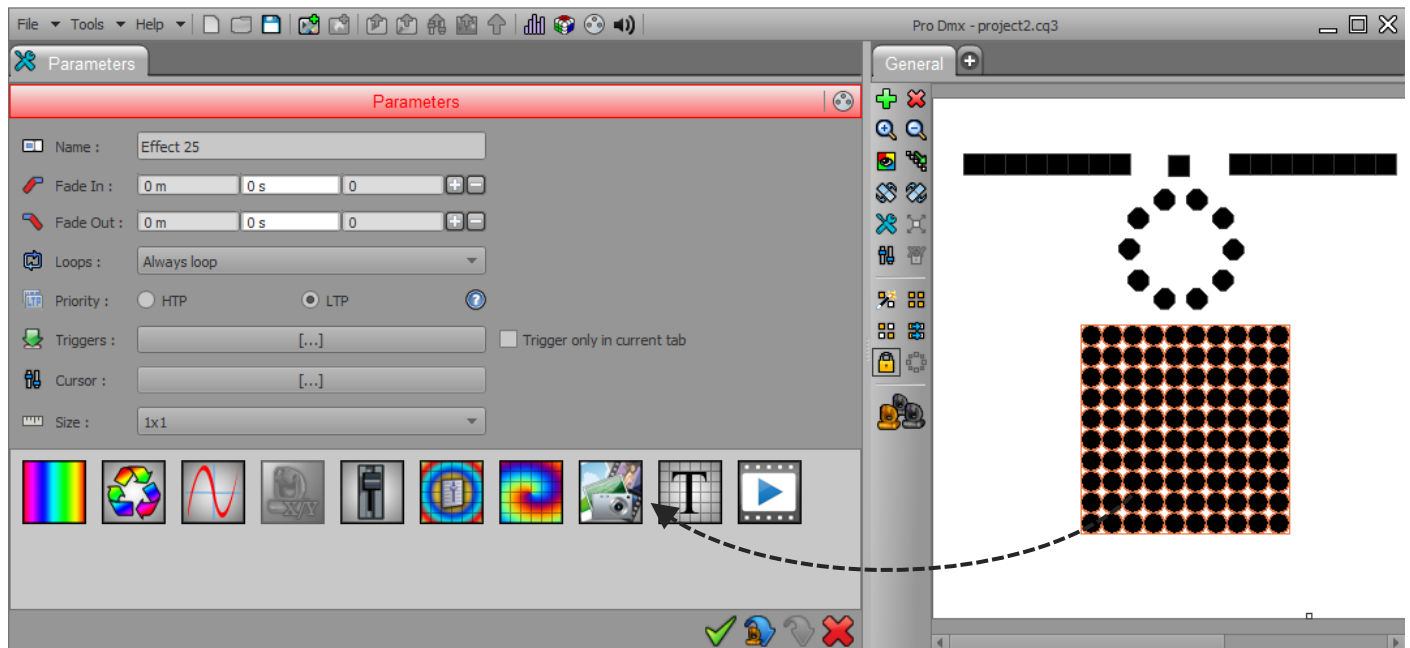 File Tools Help
Pro Dmx - project2.cq3
Parameters
General
Parameters
Name : Effect 25
Fade In : 0 m 0 s 0
Fade Out : 0 m 0 s 0
Loops : Always loop
LTP Priority : HTP LTP ?
Triggers : [...] Trigger only in current tab
Cursor : [...]
Size : 1x1
X/Y
T